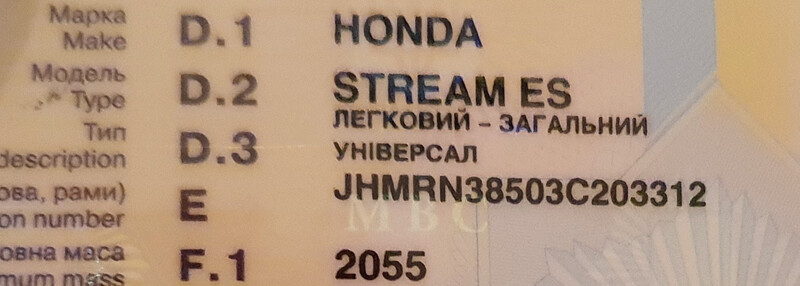 Марка D.1 HONDA
Make
Модель D.2 STREAM ES
Type
ЛЕГКОВИЙ – ЗАГАЛЬНИЙ
Тип D.3 УНІВЕРСАЛ
description
ова, рами) E JHMRN38503C203312
on number
МВС
овна маса F.1 2055
mum mass